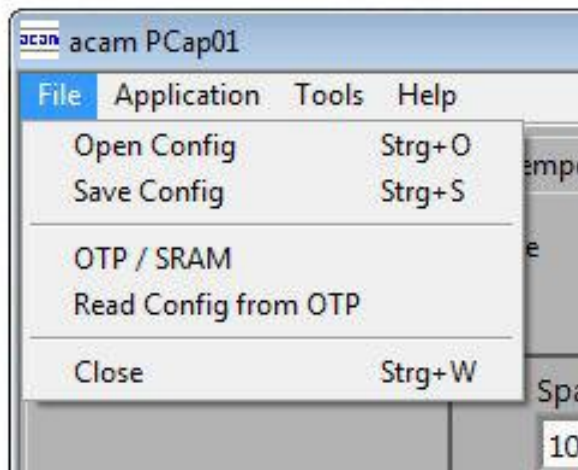 acam acam PCap01
File Application Tools Help
Open Config Strg+O
Save Config Strg+S
OTP / SRAM
Read Config from OTP
Close Strg+W
10